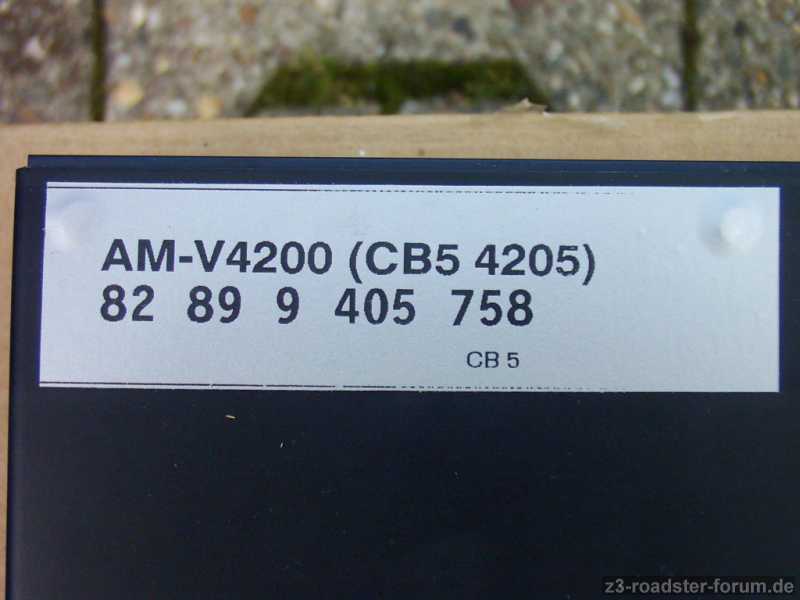 AM-V4200 (CB5 4205)
82 89 9 405 758
CB 5
z3-roadster-forum.de